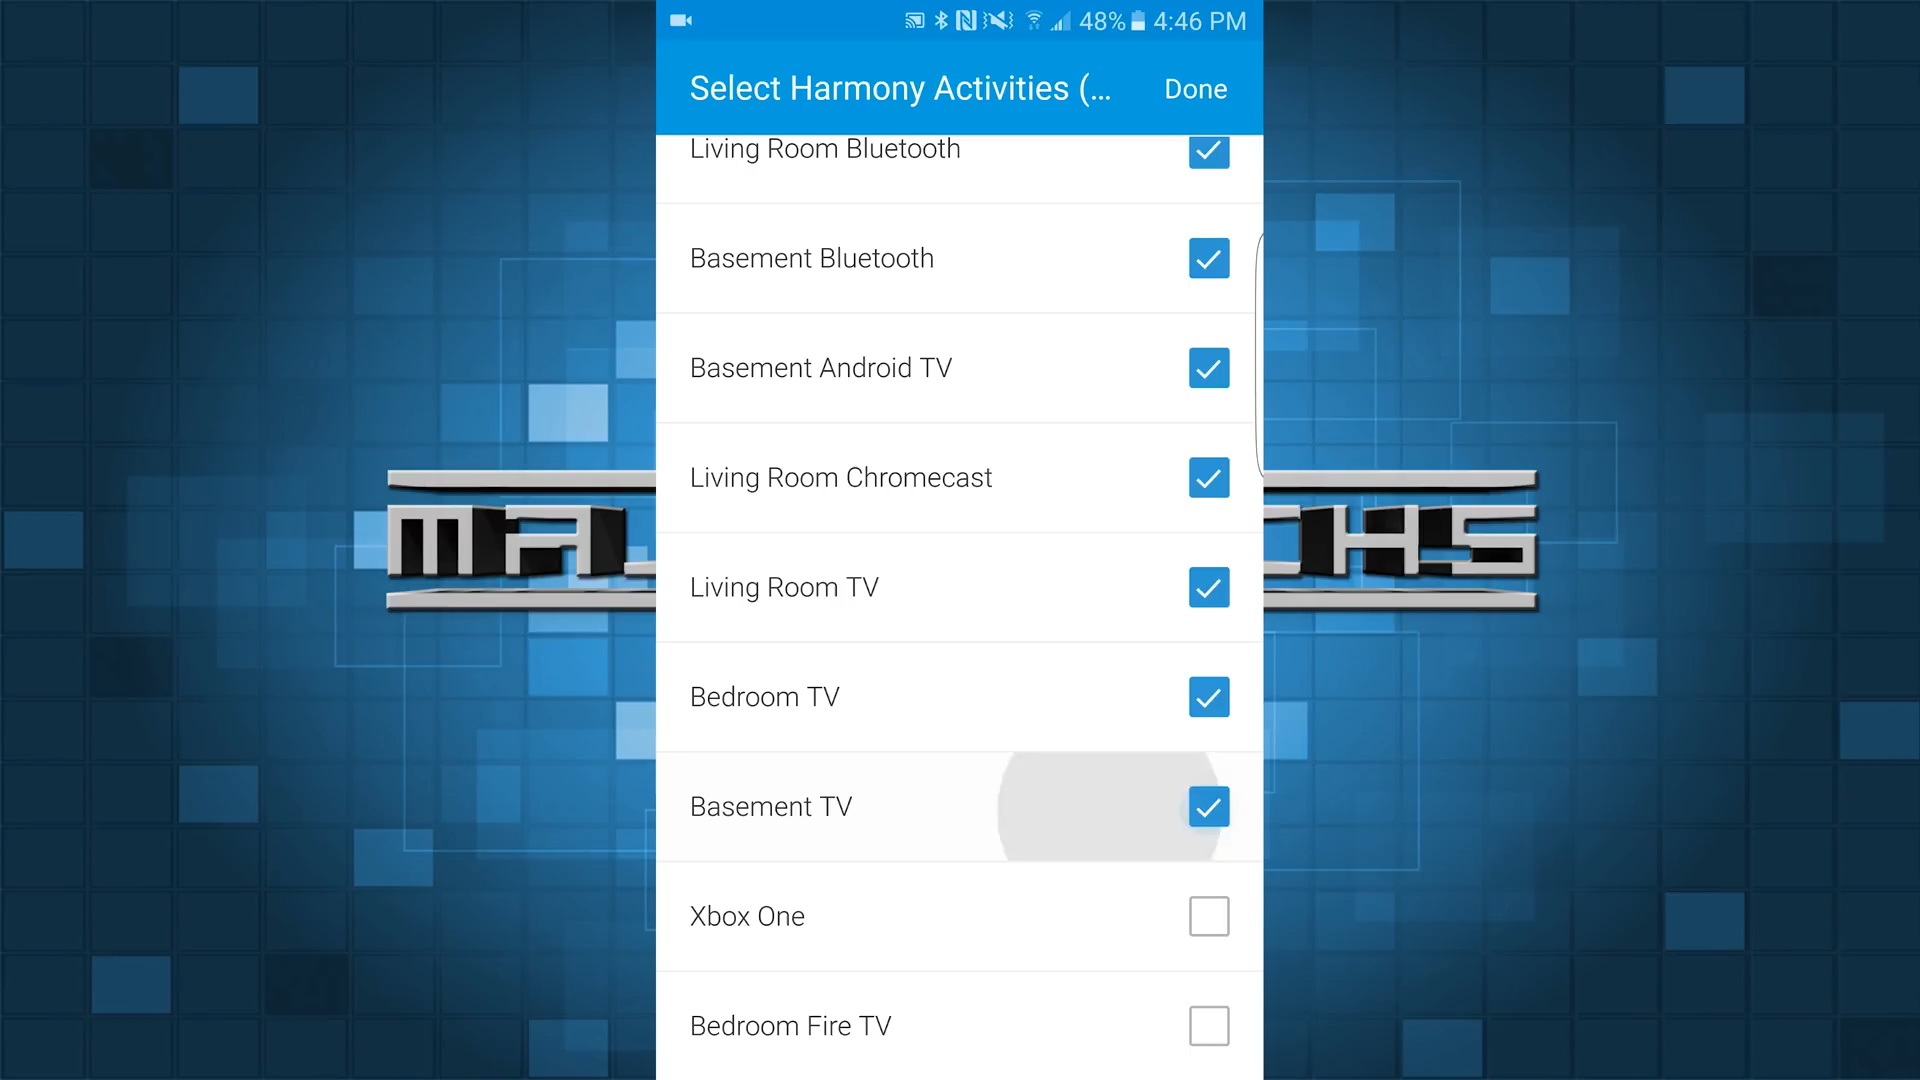 48% 4:46 PM
Select Harmony Activities (...
Done
Living Room Bluetooth
Basement Bluetooth
Basement Android TV
Living Room Chromecast
Living Room TV
Bedroom TV
Basement TV
Xbox One
Bedroom Fire TV